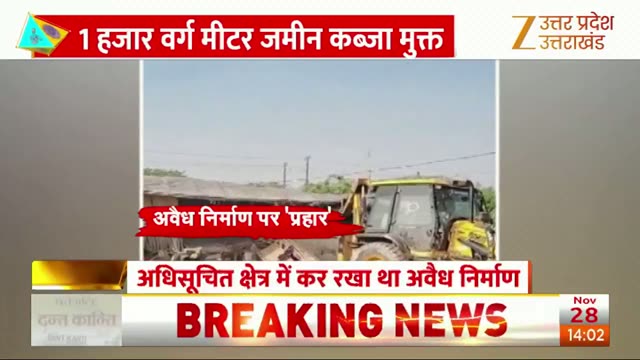 1 हजार वर्ग मीटर जमीन कब्जा मुक्त
Z उत्तर प्रदेश
उत्तराखंड
अवैध निर्माण पर 'प्रहार'
अधिसूचित क्षेत्र में कर रखा था अवैध निर्माण
दन्त कान्ति
BREAKING NEWS
Nov
28
14:02